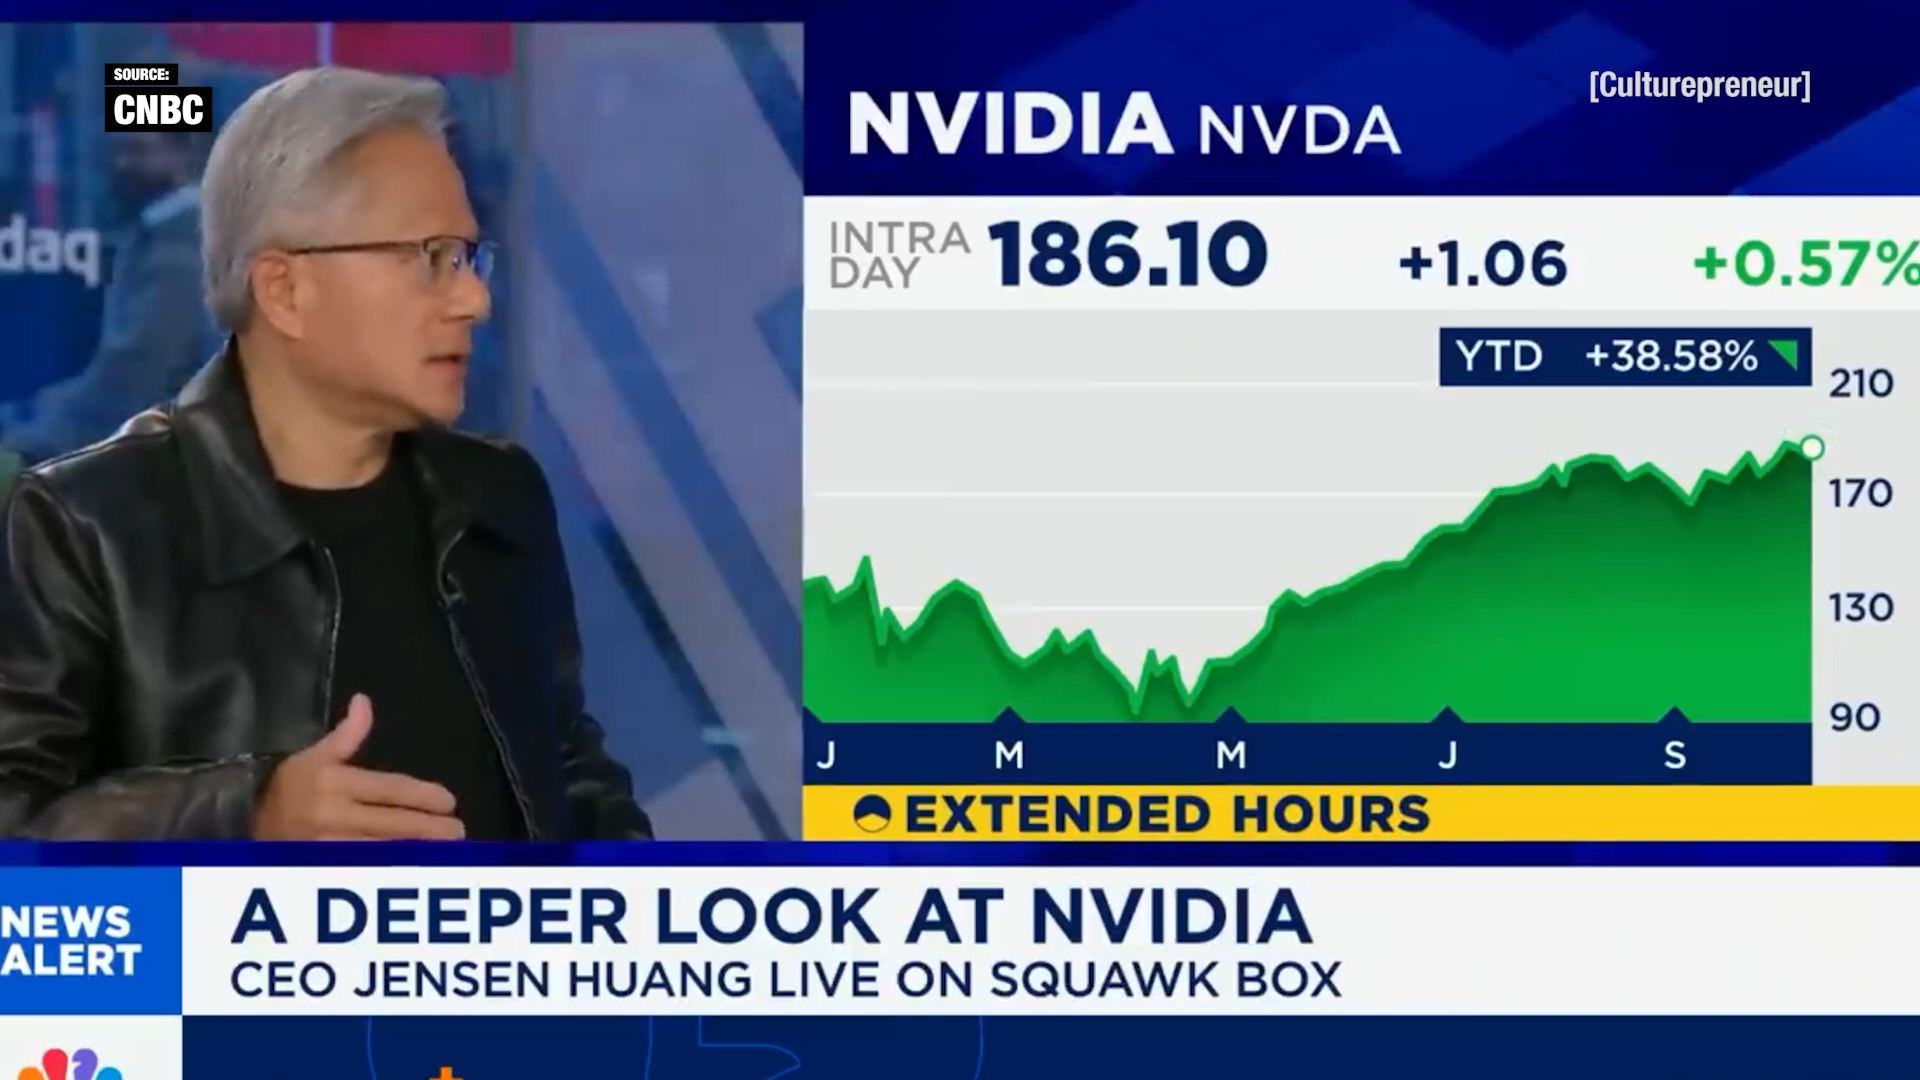 SOURCE:
CNBC
[Culturepreneur]
daq
NVIDIA NVDA
INTRA
DAY
186.10
+1.06
+0.57%
YTD +38.58%
210
170
130
90
J M M J S
EXTENDED HOURS
NEWS
ALERT
A DEEPER LOOK AT NVIDIA
CEO JENSEN HUANG LIVE ON SQUAWK BOX